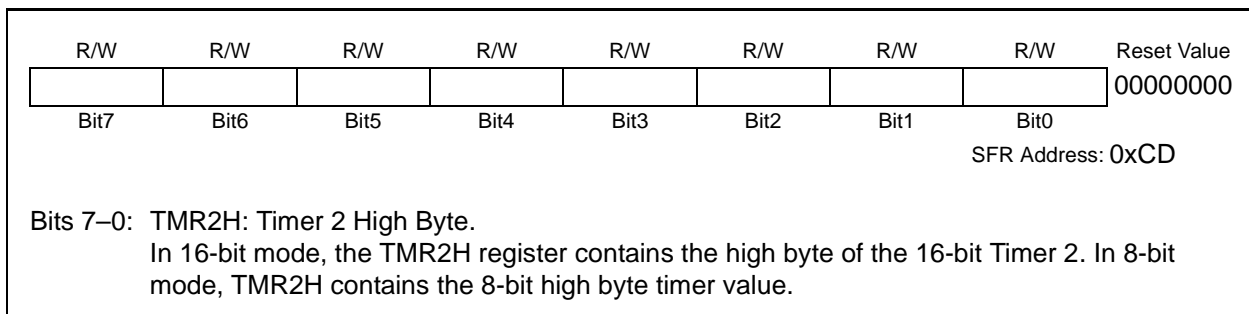 R/W R/W R/W R/W R/W R/W R/W R/W Reset Value
00000000
Bit7 Bit6 Bit5 Bit4 Bit3 Bit2 Bit1 Bit0
SFR Address: 0xCD
Bits 7–0: TMR2H: Timer 2 High Byte.
In 16-bit mode, the TMR2H register contains the high byte of the 16-bit Timer 2. In 8-bit
mode, TMR2H contains the 8-bit high byte timer value.